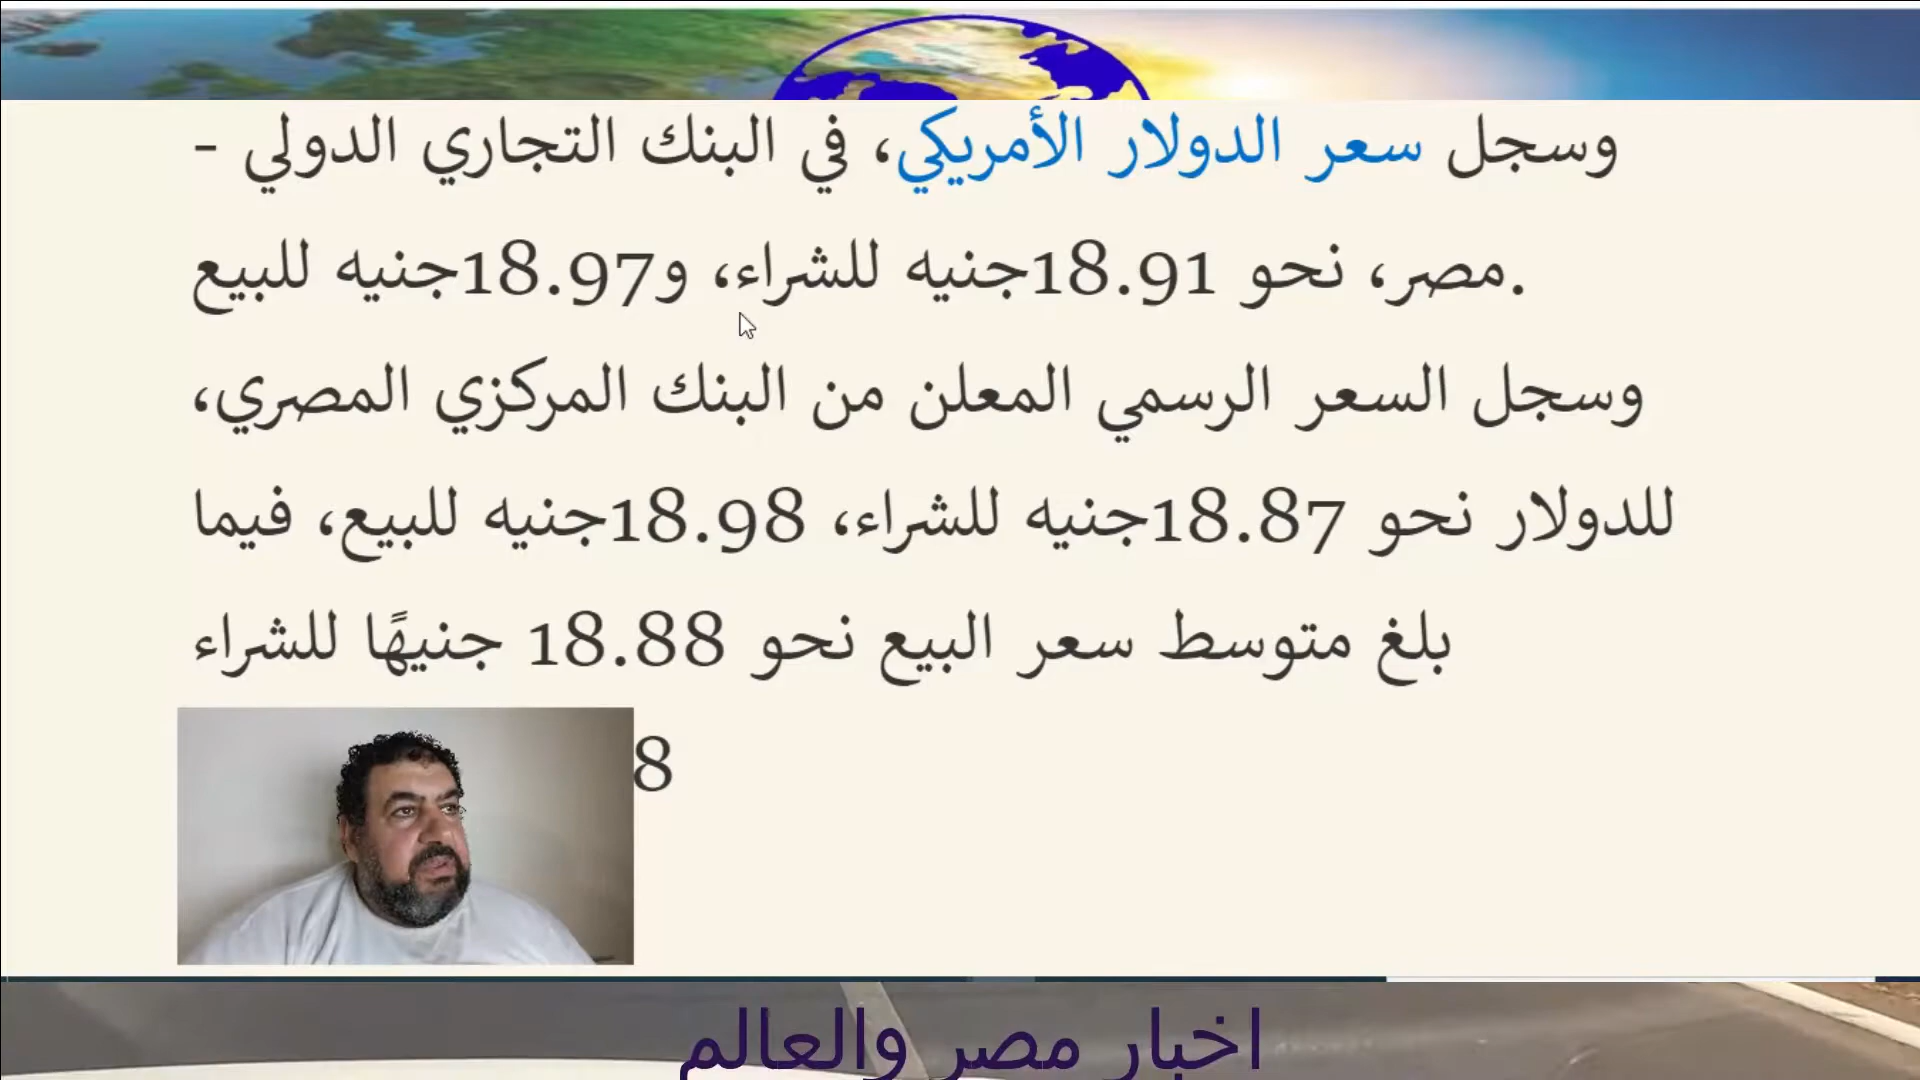 وسجل سعر الدولار الأمريكي، في البنك التجاري الدولي -
مصر، نحو 18.91جنيه للشراء، و18.97جنيه للبيع.
وسجل السعر الرسمي المعلن من البنك المركزي المصري،
للدولار نحو 18.87جنيه للشراء، 18.98جنيه للبيع، فيما
بلغ متوسط سعر البيع نحو 18.88 جنيهًا للشراء
8
اخبار مصر والعالم